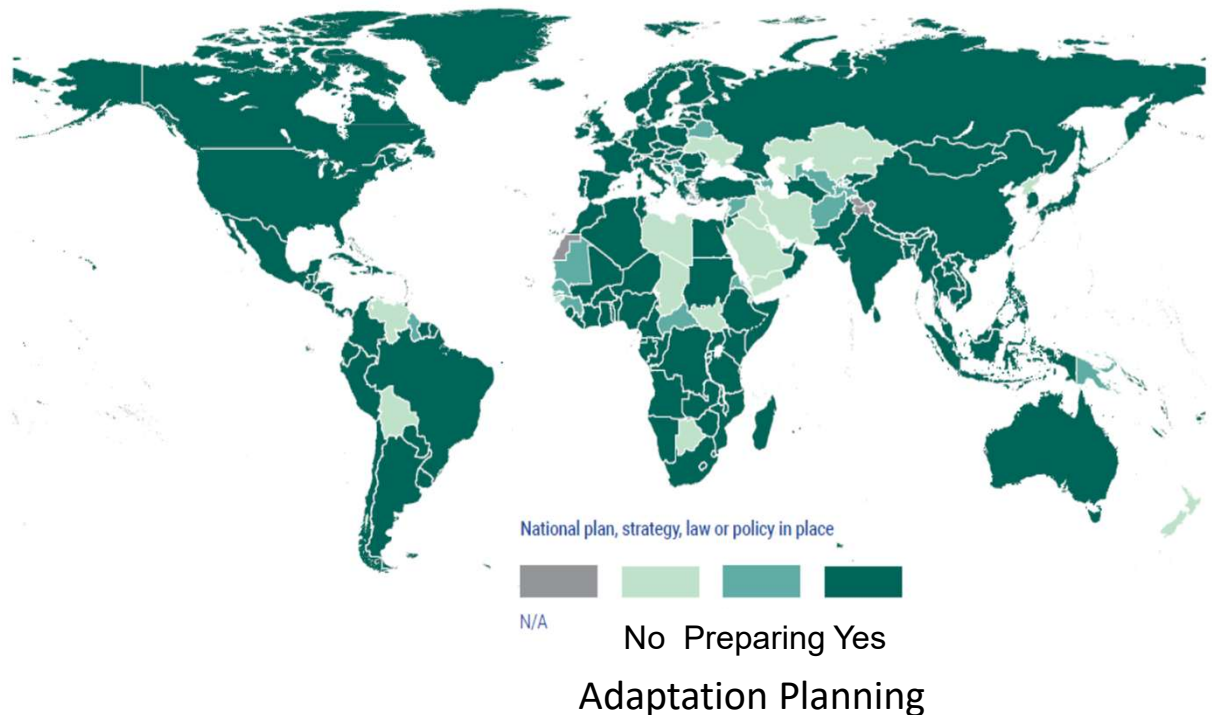 National plan, strategy, law or policy in place
N/A
No Preparing Yes
Adaptation Planning